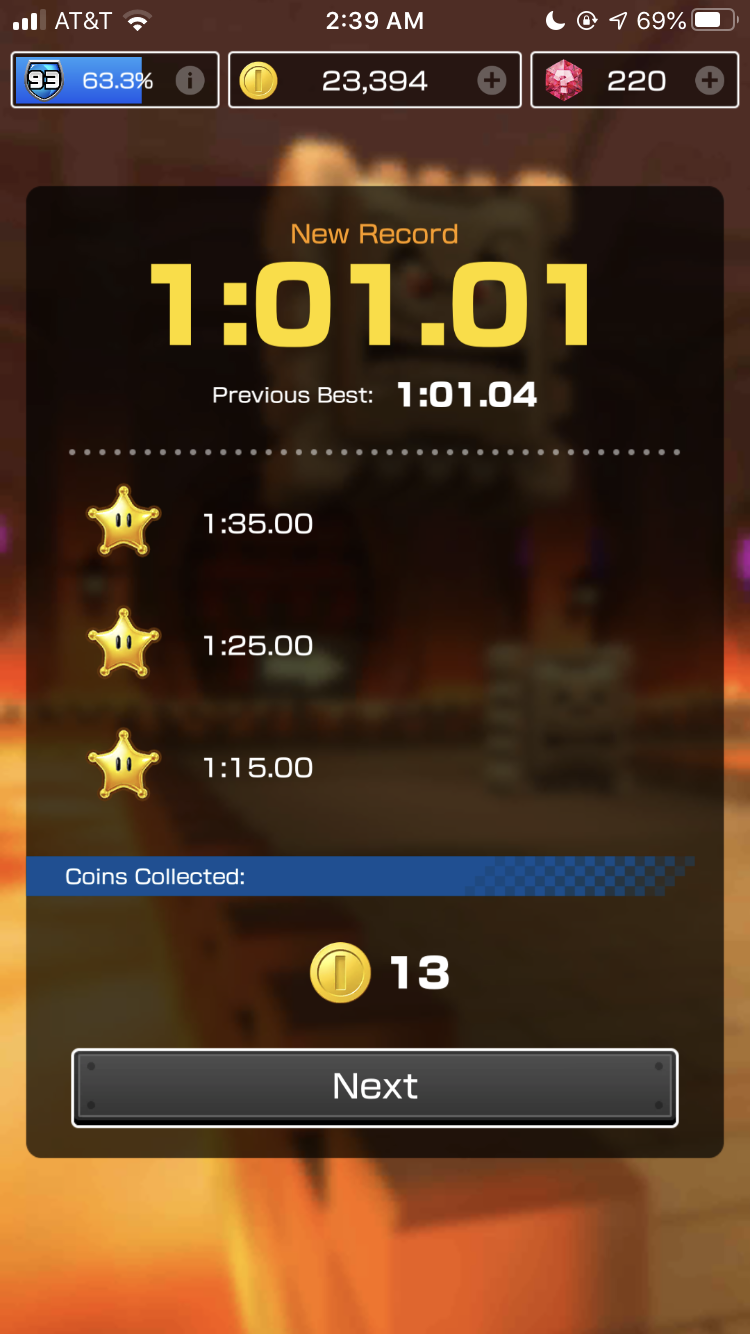 AT&T 2:39 AM 69%
93 63.3% i 23,394 + ? 220 +
New Record
1:01.01
Previous Best: 1:01.04
1:35.00
1:25.00
1:15.00
Coins Collected:
13
Next